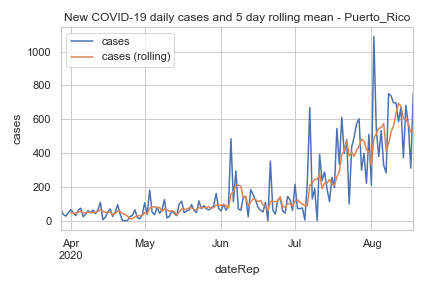 New COVID-19 daily cases and 5 day rolling mean - Puerto_Rico
cases
cases (rolling)
1000
800
600
400
200
0
cases
Apr
2020
May
Jun
Jul
Aug
dateRep